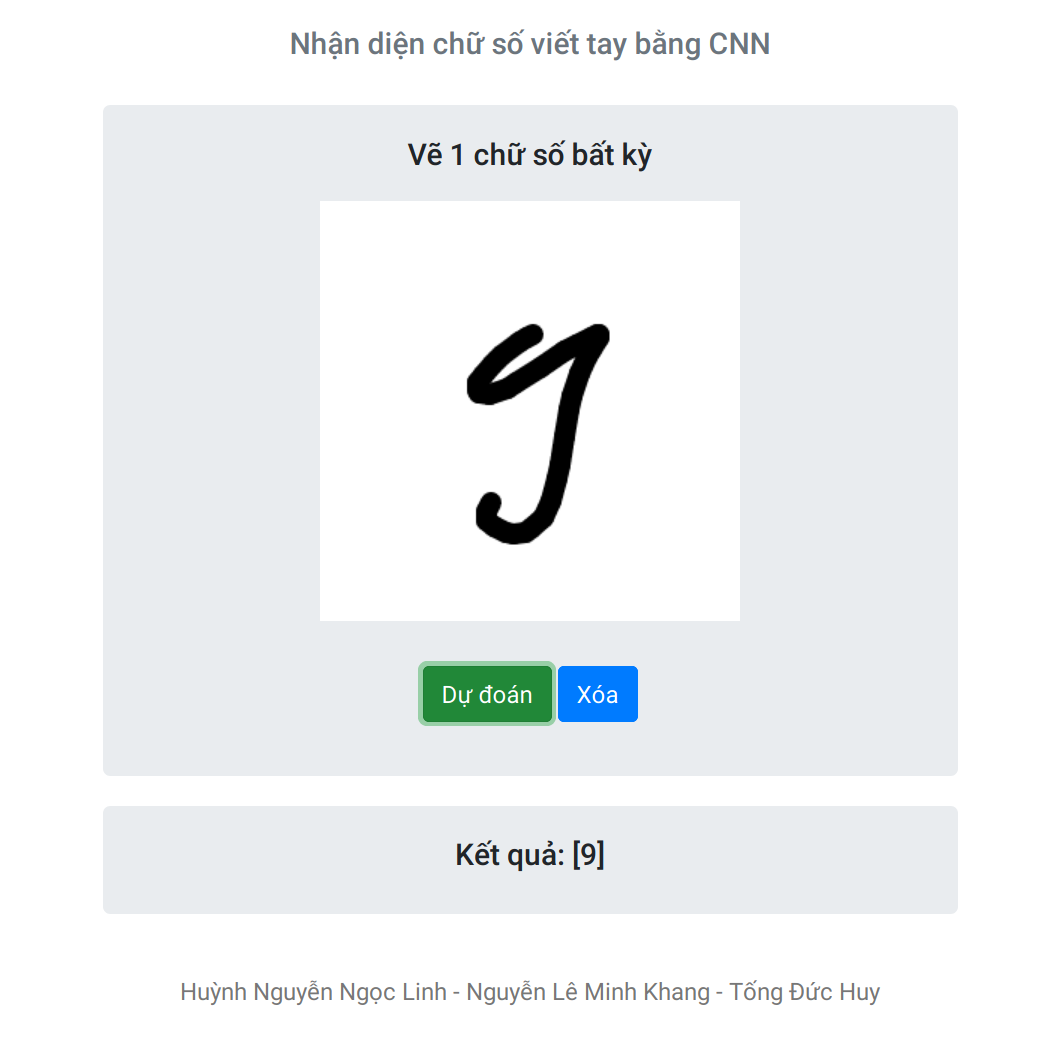 Nhận diện chữ số viết tay bằng CNN
Vẽ 1 chữ số bất kỳ
9
Dự đoán Xóa
Kết quả: [9]
Huỳnh Nguyễn Ngọc Linh - Nguyễn Lê Minh Khang - Tống Đức Huy